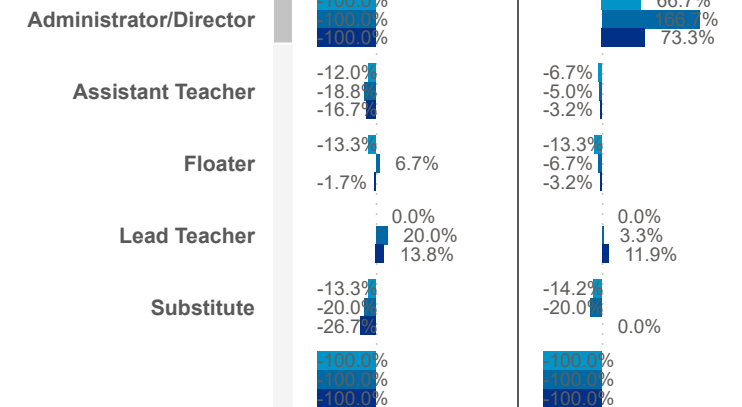 -100.0% 66.7%
Administrator/Director -100.0% 166.7%
-100.0% 73.3%
-12.0% -6.7%
Assistant Teacher -18.8% -5.0%
-16.7% -3.2%
-13.3% -13.3%
Floater 6.7% -6.7%
-1.7% -3.2%
0.0% 0.0%
Lead Teacher 20.0% 3.3%
13.8% 11.9%
-13.3% -14.2%
Substitute -20.0% -20.0%
-26.7% 0.0%
-100.0% -100.0%
-100.0% -100.0%
-100.0% -100.0%